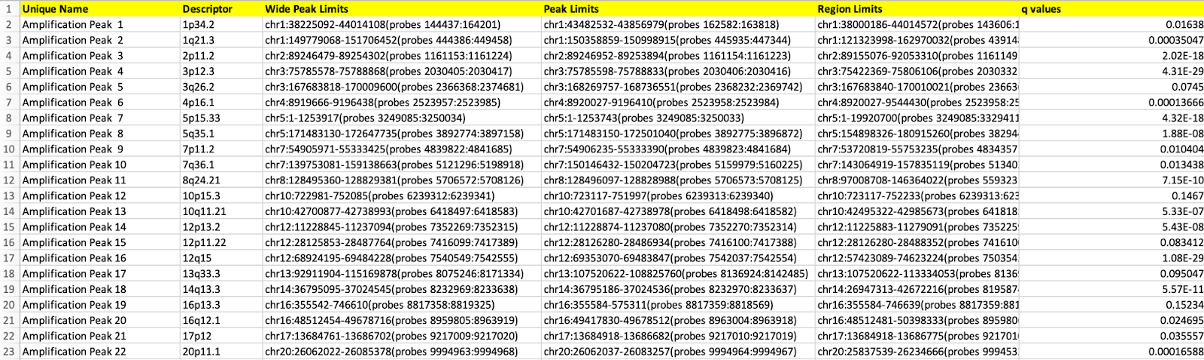 1 Unique Name Descriptor Wide Peak Limits Peak Limits Region Limits q values
2 Amplification Peak 1 1p34.2 chr1:38225092-44014108(probes 144437:164201) chr1:43482532-43856979(probes 162582:163818) chr1:38000186-44014572(probes 143606:1 0.01638
3 Amplification Peak 2 1q21.3 chr1:149779068-151706452(probes 444386:449458) chr1:150358859-150998915(probes 445935:447344) chr1:121323998-162970032(probes 43914 0.00035047
4 Amplification Peak 3 2p11.2 chr2:89246479-89254302(probes 1161153:1161224) chr2:89246952-89253894(probes 1161154:1161223) chr2:89155076-92053310(probes 1161149 2.02E-18
5 Amplification Peak 4 3p12.3 chr3:75785578-75788868(probes 2030405:2030417) chr3:75785598-75788833(probes 2030406:2030416) chr3:75422369-75806106(probes 2030332 4.31E-29
6 Amplification Peak 5 3q26.2 chr3:167683818-170009600(probes 2366368:2374681) chr3:168269757-168736551(probes 2368232:2369742) chr3:167683840-170010021(probes 23663 0.0745
7 Amplification Peak 6 4p16.1 chr4:8919666-9196438(probes 2523957:2523985) chr4:8920027-9196410(probes 2523958:2523984) chr4:8920027-9544430(probes 2523958:25 0.00013666
8 Amplification Peak 7 5p15.33 chr5:1-1253917(probes 3249085:3250034) chr5:1-1253743(probes 3249085:3250033) chr5:1-19920700(probes 3249085:3329411 4.32E-18
9 Amplification Peak 8 5q35.1 chr5:171483130-172647735(probes 3892774:3897158) chr5:171483150-172501040(probes 3892775:3896872) chr5:154898326-180915260(probes 38294 1.88E-08
10 Amplification Peak 9 7p11.2 chr7:54905971-55333425(probes 4839822:4841685) chr7:54906235-55333390(probes 4839823:4841684) chr7:53720819-55753235(probes 4834357 0.010404
11 Amplification Peak 10 7q36.1 chr7:139753081-159138663(probes 5121296:5198918) chr7:150146432-150204723(probes 5159979:5160225) chr7:143064919-157835119(probes 51340 0.013438
12 Amplification Peak 11 8q24.21 chr8:128495360-128829381(probes 5706572:5708126) chr8:128496097-128828988(probes 5706573:5708125) chr8:97008708-146364022(probes 559323 7.15E-10
13 Amplification Peak 12 10p15.3 chr10:722981-752085(probes 6239312:6239341) chr10:723117-751997(probes 6239313:6239340) chr10:723117-752233(probes 6239313:623 0.1467
14 Amplification Peak 13 10q11.21 chr10:42700877-42738993(probes 6418497:6418583) chr10:42701687-42738978(probes 6418498:6418582) chr10:42495322-42985673(probes 641818 5.33E-07
15 Amplification Peak 14 12p13.2 chr12:11228845-11237094(probes 7352269:7352315) chr12:11228874-11237080(probes 7352270:7352314) chr12:11225883-11279091(probes 735225 5.43E-08
16 Amplification Peak 15 12p11.22 chr12:28125853-28487764(probes 7416099:7417389) chr12:28126280-28486934(probes 7416100:7417388) chr12:28126280-28488352(probes 741610 0.083412
17 Amplification Peak 16 12q15 chr12:68924195-69484228(probes 7540549:7542555) chr12:69353070-69484847(probes 7542037:7542554) chr12:57423089-74623224(probes 750354 1.08E-29
18 Amplification Peak 17 13q33.3 chr13:92911904-115169878(probes 8075246:8171334) chr13:107520622-108825760(probes 8136924:8142485) chr13:107520622-113334053(probes 8136 0.095047
19 Amplification Peak 18 14q13.3 chr14:36795095-37024545(probes 8232969:8233638) chr14:36795186-37024536(probes 8232970:8233637) chr14:26947313-42672216(probes 819587 5.57E-11
20 Amplification Peak 19 16p13.3 chr16:355542-746610(probes 8817358:8819325) chr16:355584-575311(probes 8817359:8818569) chr16:355584-746639(probes 8817359:881 0.15234
21 Amplification Peak 20 16q12.1 chr16:48512454-49678716(probes 8959805:8963919) chr16:49417830-49678512(probes 8963004:8963918) chr16:48512481-50398333(probes 895980 0.024695
22 Amplification Peak 21 17p12 chr17:13684761-13686702(probes 9217009:9217020) chr17:13684918-13686682(probes 9217010:9217019) chr17:13684918-13686775(probes 921701 0.035557
23 Amplification Peak 22 20p11.1 chr20:26062022-26085378(probes 9994963:9994968) chr20:26062037-26083257(probes 9994964:9994967) chr20:25837539-26234666(probes 999453 0.00016558